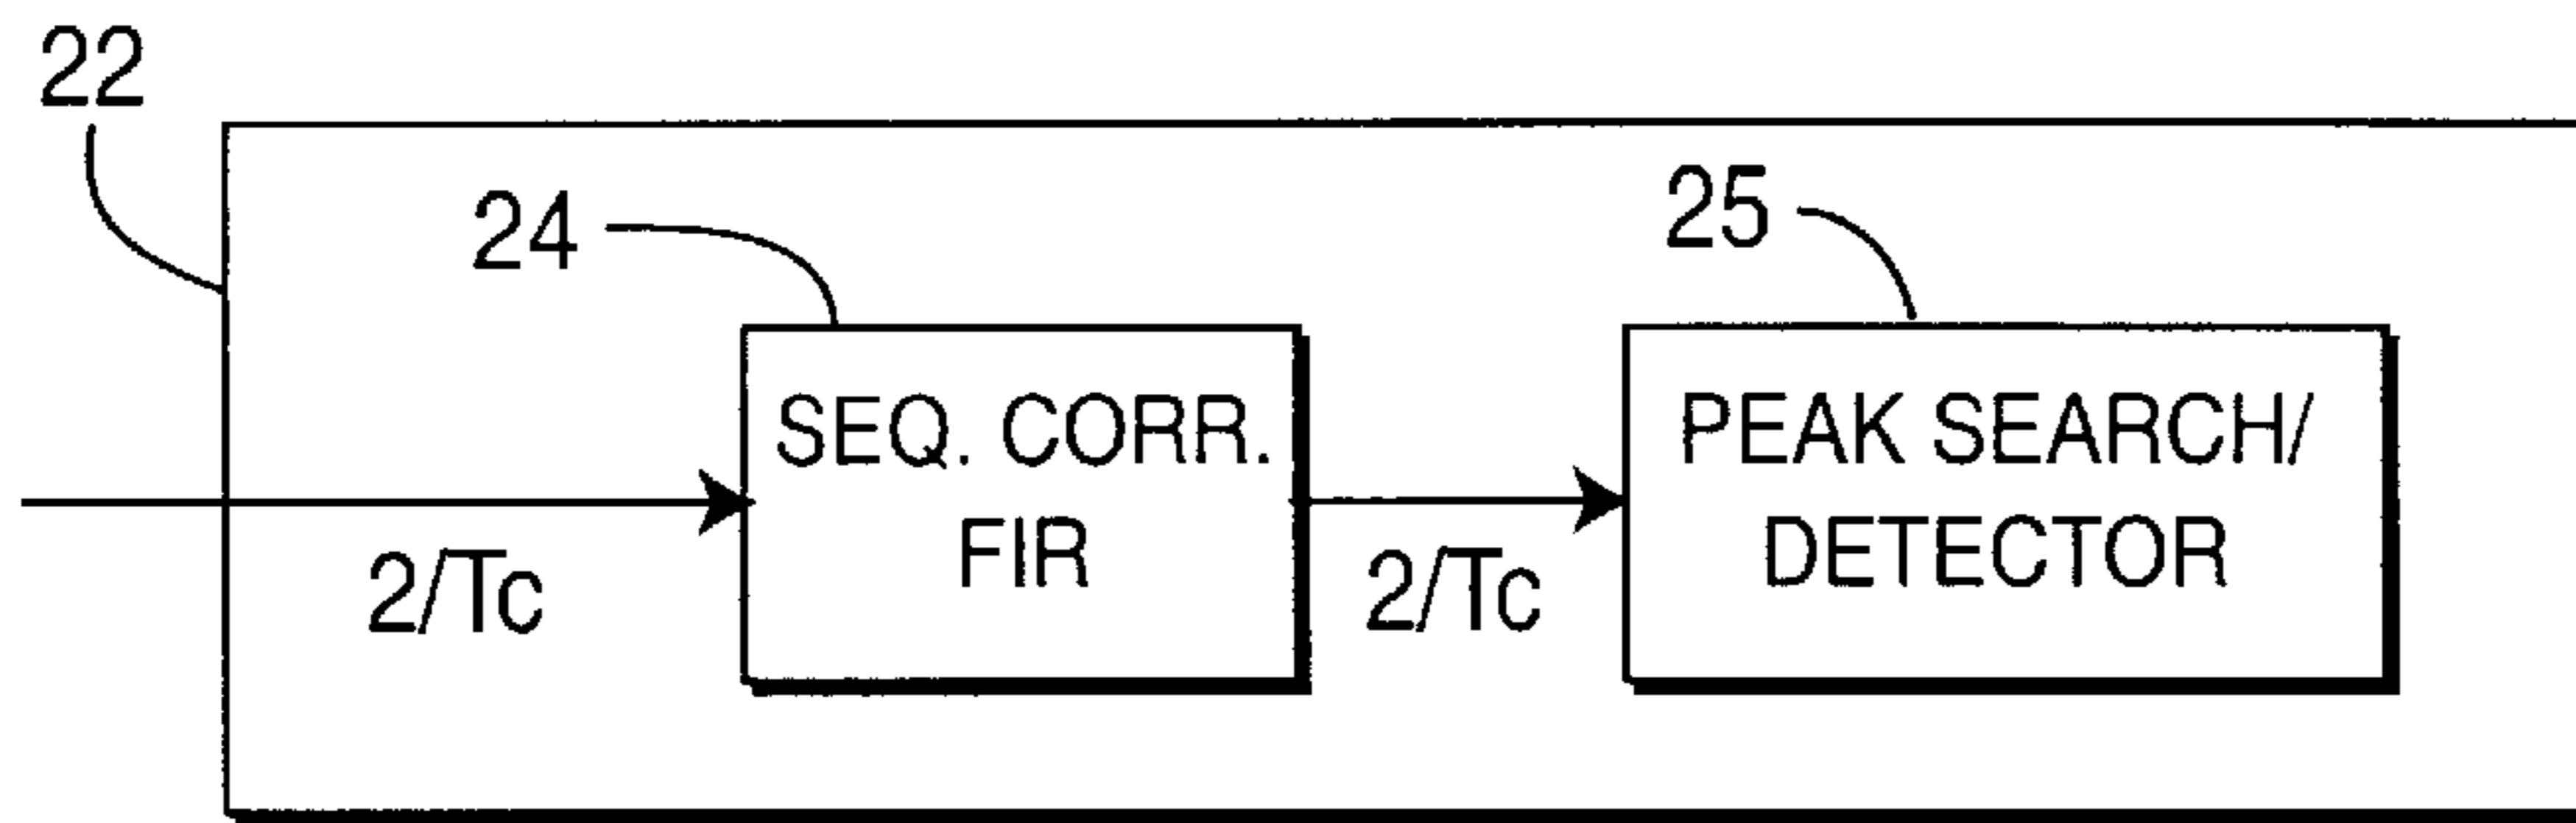 22
24
25
SEQ. CORR.
FIR
PEAK SEARCH/
DETECTOR
2/Tc
2/Tc